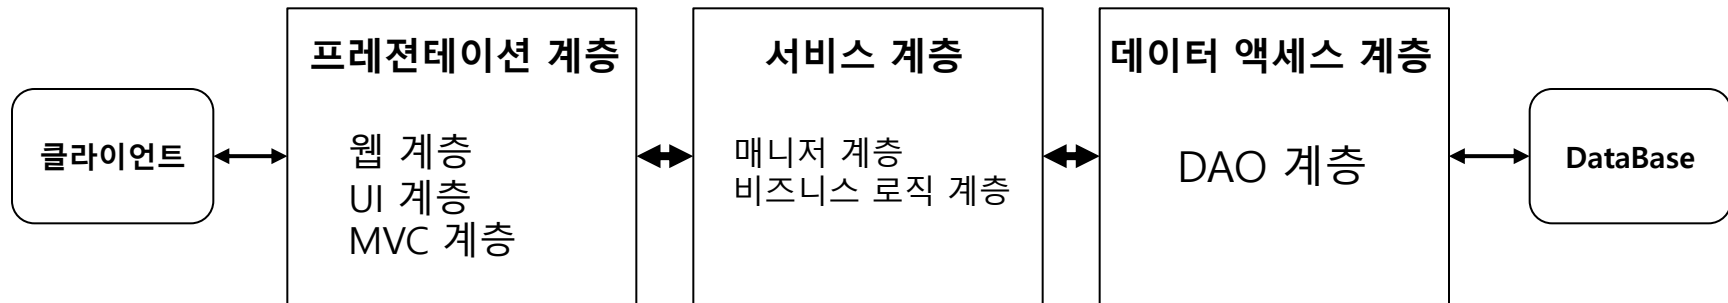 클라이언트
프레젼테이션 계층
웹 계층
UI 계층
MVC 계층
서비스 계층
매니저 계층
비즈니스 로직 계층
데이터 액세스 계층
DAO 계층
DataBase